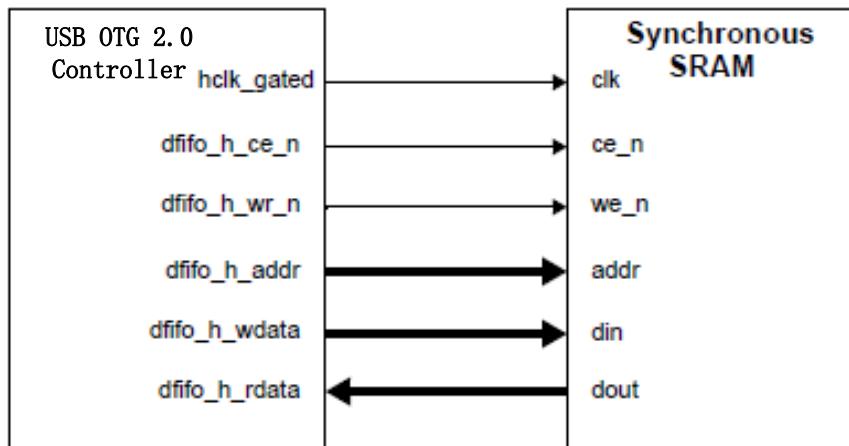 USB OTG 2.0
Controller
hclk_gated
dfifo_h_ce_n
dfifo_h_wr_n
dfifo_h_addr
dfifo_h_wdata
dfifo_h_rdata
Synchronous
SRAM
clk
ce_n
we_n
addr
din
dout